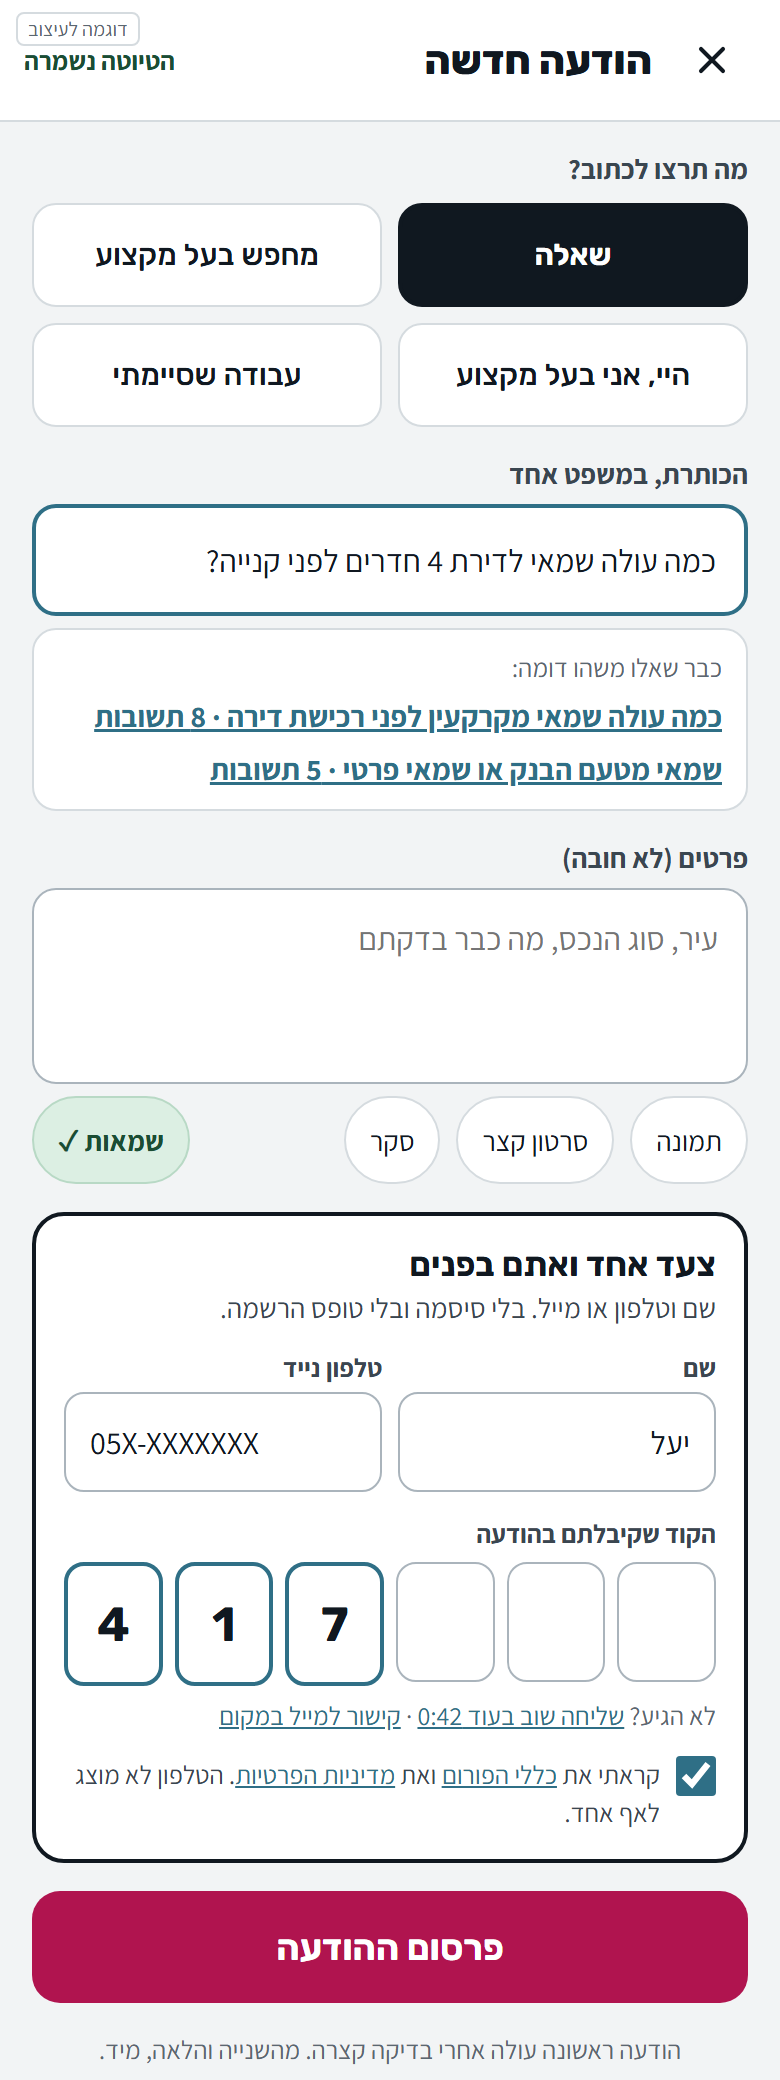 דוגמה לעיצוב
הודעה חדשה
הטיוטה נשמרה
מה תרצו לכתוב?
שאלה
מחפש בעל מקצוע
היי, אני בעל מקצוע
עבודה שסיימתי
הכותרת, במשפט אחד
כמה עולה שמאי לדירת 4 חדרים לפני קנייה?
כבר שאלו משהו דומה:
כמה עולה שמאי מקרקעין לפני רכישת דירה · 8 תשובות
שמאי מטעם הבנק או שמאי פרטי · 5 תשובות
פרטים (לא חובה)
עיר, סוג הנכס, מה כבר בדקתם
תמונה
סרטון קצר
סקר
שמאות ✓
צעד אחד ואתם בפנים
שם וטלפון או מייל. בלי סיסמה ובלי טופס הרשמה.
שם
טלפון נייד
יעל
05X-XXXXXXX
הקוד שקיבלתם בהודעה
4 1 7
לא הגיע? שליחה שוב בעוד 0:42 · קישור למייל במקום
קראתי את כללי הפורום ואת מדיניות הפרטיות. הטלפון לא מוצג
לאף אחד.
פרסום ההודעה
הודעה ראשונה עולה אחרי בדיקה קצרה. מהשנייה והלאה, מיד.